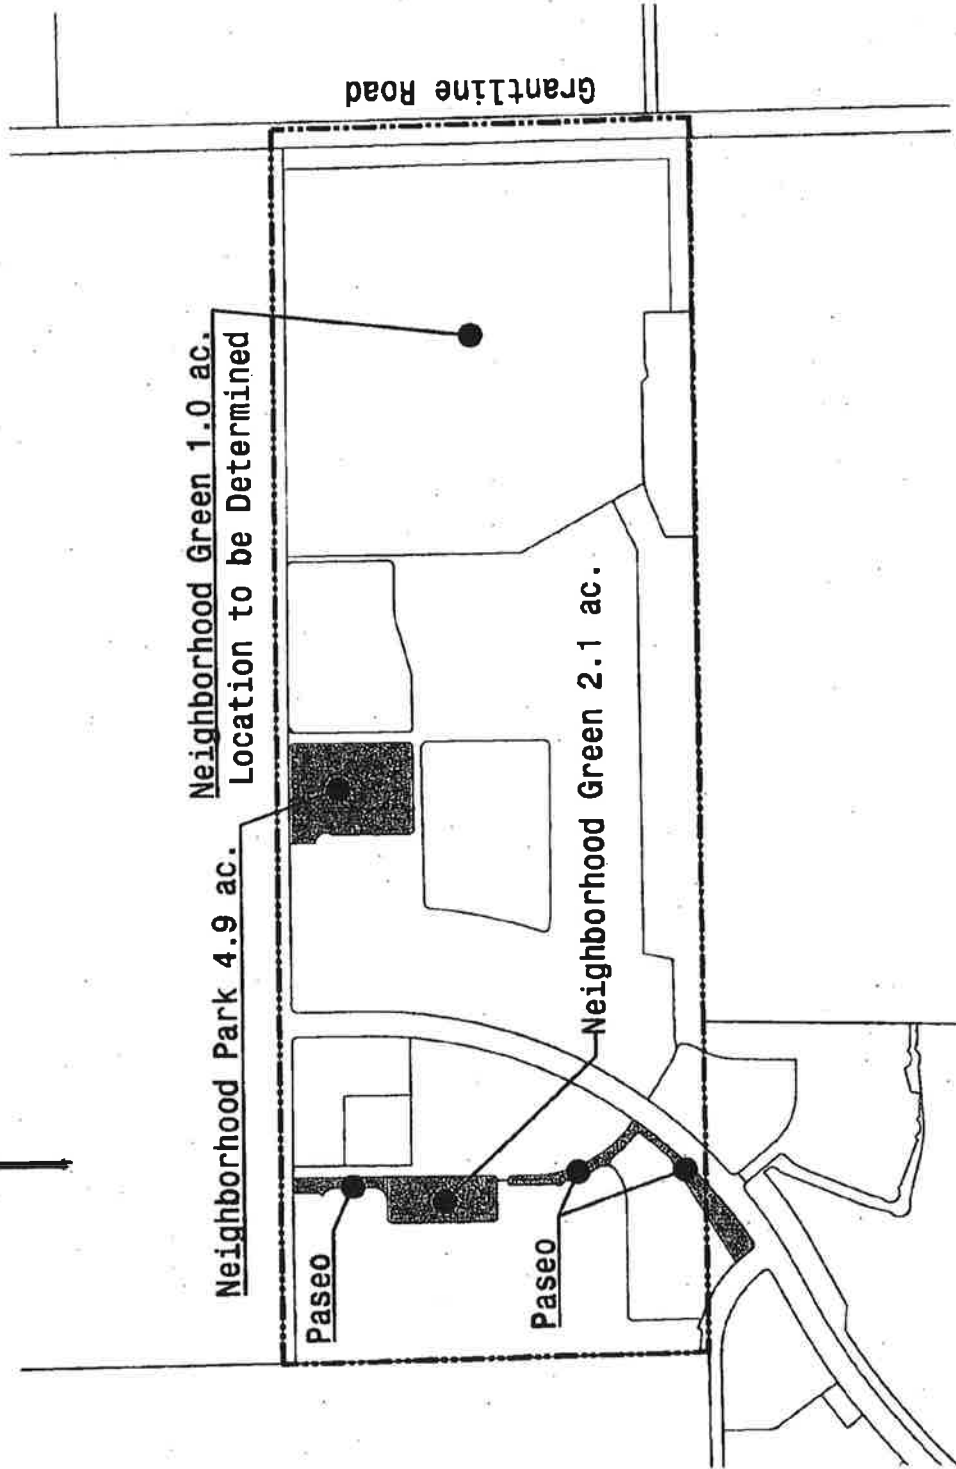 Grantline Road
Neighborhood Green 1.0 ac.
Location to be Determined
Neighborhood Park 4.9 ac.
Neighborhood Green 2.1 ac.
Paseo
Paseo